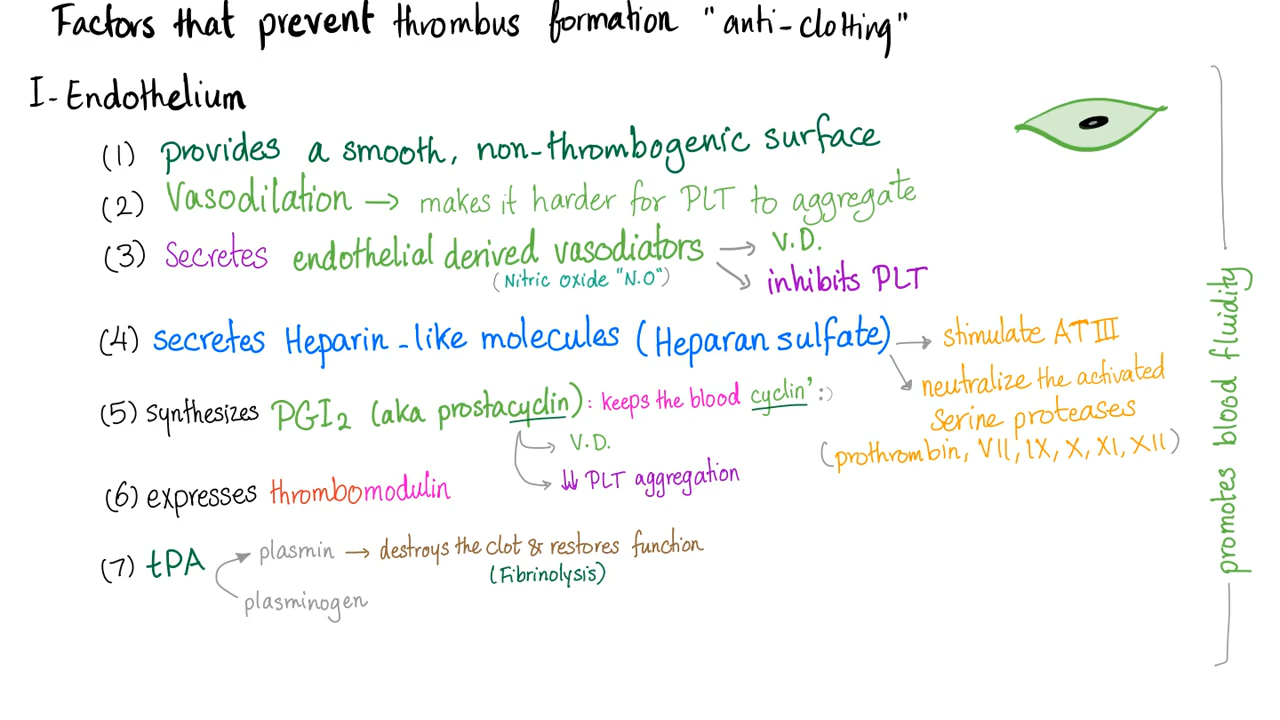 Factors that prevent thrombus formation "anti-clotting"
I- Endothelium
(1) provides a smooth, non-thrombogenic surface
(2) Vasodilation → makes it harder for PLT to aggregate
(3) Secretes endothelial derived vasodiators → V.D.
(Nitric oxide "N.O")
inhibits PLT
(4) secretes Heparin-like molecules (Heparan sulfate) → stimulate AT III
neutralize the activated
serine proteases
(prothrombin, VII, IX, X, XI, XII)
(5) synthesizes PGI2 (aka prostacyclin): keeps the blood cyclin' :)
V.D.
↓↓ PLT aggregation
(6) expresses thrombomodulin
(7) tPA
plasmin → destroys the clot & restores function
(Fibrinolysis)
plasminogen
promotes blood fluidity